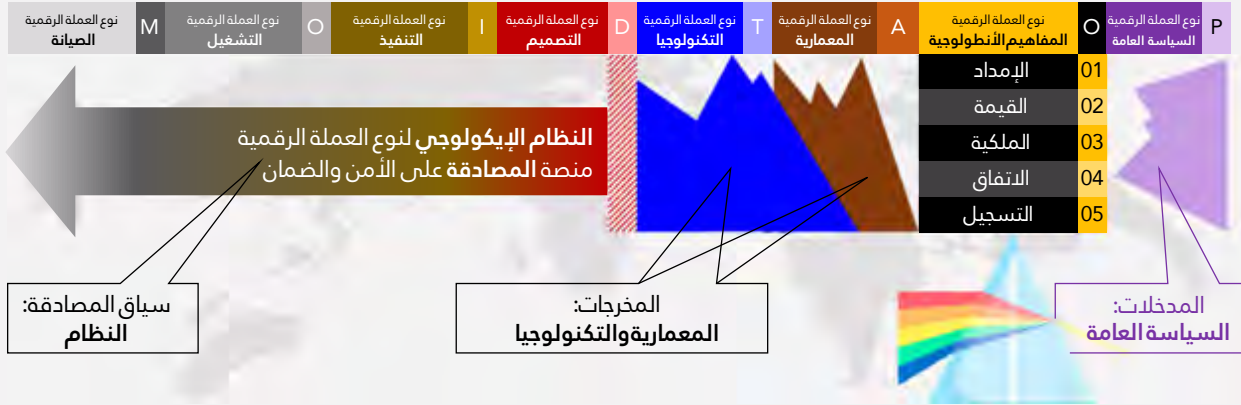 P
نوع العملة الرقمية
السياسة العامة
O
نوع العملة الرقمية
المفاهيم الأنطولوجية
A
نوع العملة الرقمية
المعمارية
T
نوع العملة الرقمية
التكنولوجيا
D
نوع العملة الرقمية
التصميم
I
نوع العملة الرقمية
التنفيذ
O
نوع العملة الرقمية
التشغيل
M
نوع العملة الرقمية
الصيانة
01 الإمداد
02 القيمة
03 الملكية
04 الاتفاق
05 التسجيل
النظام الإيكولوجي لنوع العملة الرقمية
منصة المصادقة على الأمن والضمان
المدخلات:
السياسة العامة
المخرجات:
المعماريةوالتكنولوجيا
سياق المصادقة:
النظام